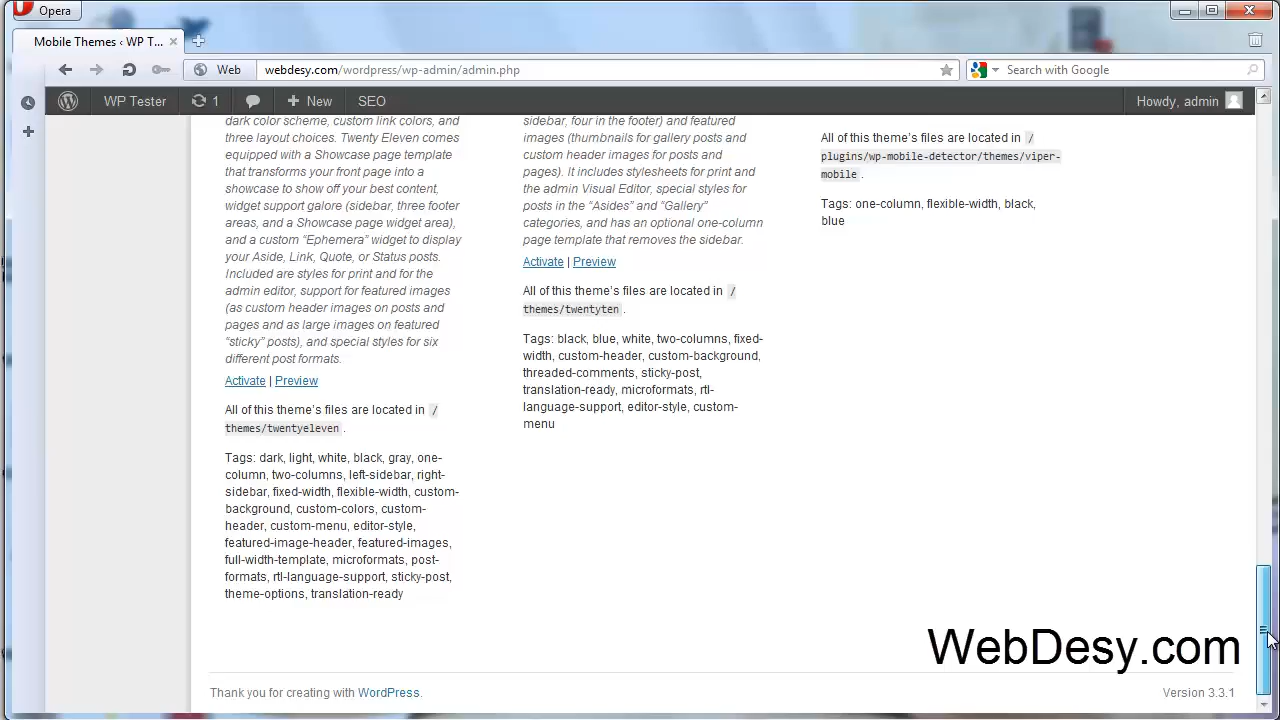 Opera
Mobile Themes ‹ WP T...
Web
webdesy.com/wordpress/wp-admin/admin.php
Search with Google
WP Tester
1
New
SEO
Howdy, admin
dark color scheme, custom link colors, and
three layout choices. Twenty Eleven comes
equipped with a Showcase page template
that transforms your front page into a
showcase to show off your best content,
widget support galore (sidebar, three footer
areas, and a Showcase page widget area),
and a custom “Ephemera” widget to display
your Aside, Link, Quote, or Status posts.
Included are styles for print and for the
admin editor, support for featured images
(as custom header images on posts and
pages and as large images on featured
“sticky” posts), and special styles for six
different post formats.
Activate | Preview
All of this theme’s files are located in /
themes/twentyeleven .
Tags: dark, light, white, black, gray, one-
column, two-columns, left-sidebar, right-
sidebar, fixed-width, flexible-width, custom-
background, custom-colors, custom-
header, custom-menu, editor-style,
featured-image-header, featured-images,
full-width-template, microformats, post-
formats, rtl-language-support, sticky-post,
theme-options, translation-ready
sidebar, four in the footer) and featured
images (thumbnails for gallery posts and
custom header images for posts and
pages). It includes stylesheets for print and
the admin Visual Editor, special styles for
posts in the “Asides” and “Gallery”
categories, and has an optional one-column
page template that removes the sidebar.
Activate | Preview
All of this theme’s files are located in /
themes/twentyten .
Tags: black, blue, white, two-columns, fixed-
width, custom-header, custom-background,
threaded-comments, sticky-post,
translation-ready, microformats, rtl-
language-support, editor-style, custom-
menu
All of this theme’s files are located in /
plugins/wp-mobile-detector/themes/viper-
mobile .
Tags: one-column, flexible-width, black,
blue
WebDesy.com
Thank you for creating with WordPress.
Version 3.3.1